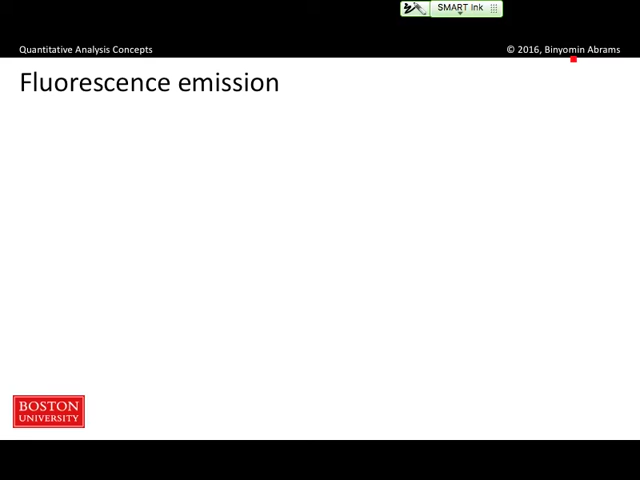 SMART Ink
Quantitative Analysis Concepts
© 2016, Binyomin Abrams
Fluorescence emission
BOSTON
UNIVERSITY